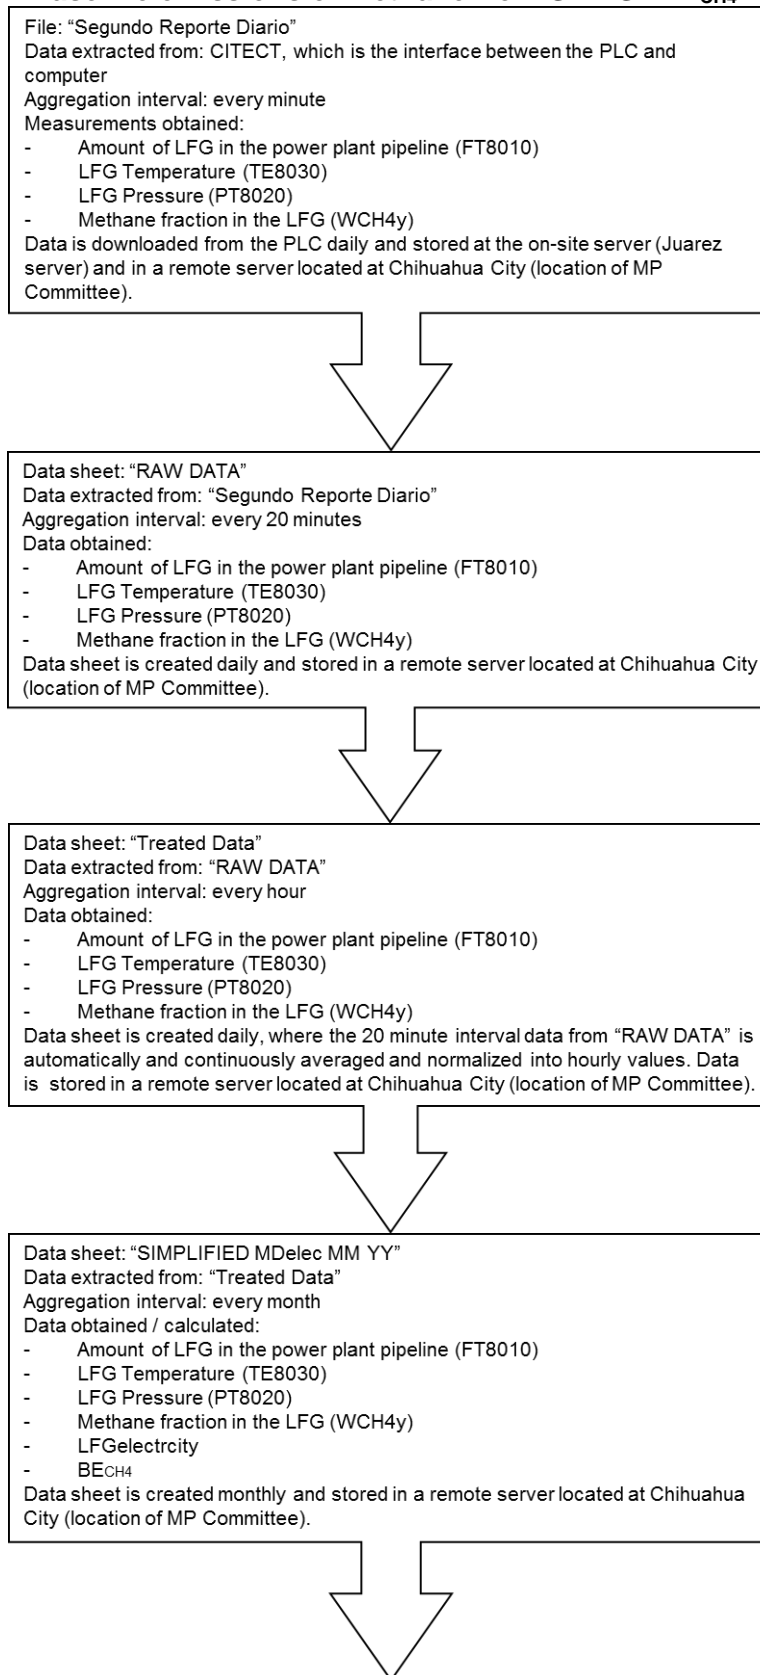 CH4
File: “Segundo Reporte Diario”
Data extracted from: CITECT, which is the interface between the PLC and
computer
Aggregation interval: every minute
Measurements obtained:
- Amount of LFG in the power plant pipeline (FT8010)
- LFG Temperature (TE8030)
- LFG Pressure (PT8020)
- Methane fraction in the LFG (WCH4y)
Data is downloaded from the PLC daily and stored at the on-site server (Juarez
server) and in a remote server located at Chihuahua City (location of MP
Committee).
Data sheet: “RAW DATA”
Data extracted from: “Segundo Reporte Diario”
Aggregation interval: every 20 minutes
Data obtained:
- Amount of LFG in the power plant pipeline (FT8010)
- LFG Temperature (TE8030)
- LFG Pressure (PT8020)
- Methane fraction in the LFG (WCH4y)
Data sheet is created daily and stored in a remote server located at Chihuahua City
(location of MP Committee).
Data sheet: “Treated Data”
Data extracted from: “RAW DATA”
Aggregation interval: every hour
Data obtained:
- Amount of LFG in the power plant pipeline (FT8010)
- LFG Temperature (TE8030)
- LFG Pressure (PT8020)
- Methane fraction in the LFG (WCH4y)
Data sheet is created daily, where the 20 minute interval data from “RAW DATA” is
automatically and continuously averaged and normalized into hourly values. Data
is stored in a remote server located at Chihuahua City (location of MP Committee).
Data sheet: “SIMPLIFIED MDelec MM YY”
Data extracted from: “Treated Data”
Aggregation interval: every month
Data obtained / calculated:
- Amount of LFG in the power plant pipeline (FT8010)
- LFG Temperature (TE8030)
- LFG Pressure (PT8020)
- Methane fraction in the LFG (WCH4y)
- LFGelectrcity
- BECH4
Data sheet is created monthly and stored in a remote server located at Chihuahua
City (location of MP Committee).